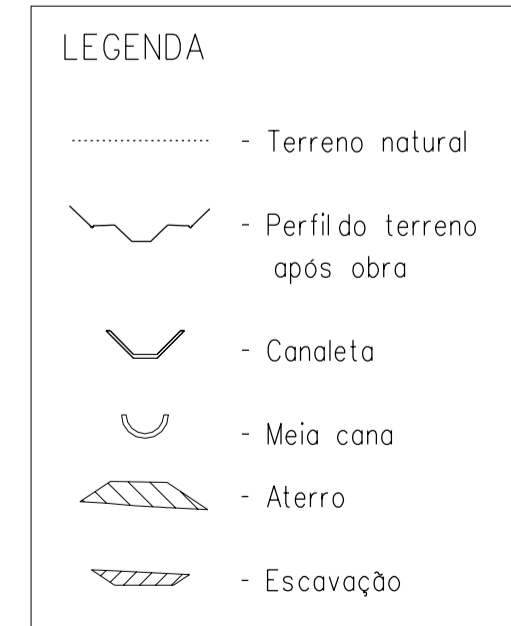 LEGENDA
- Terreno natural
- Perfil do terreno
após obra
- Canaleta
- Meia cana
- Aterro
- Escavação